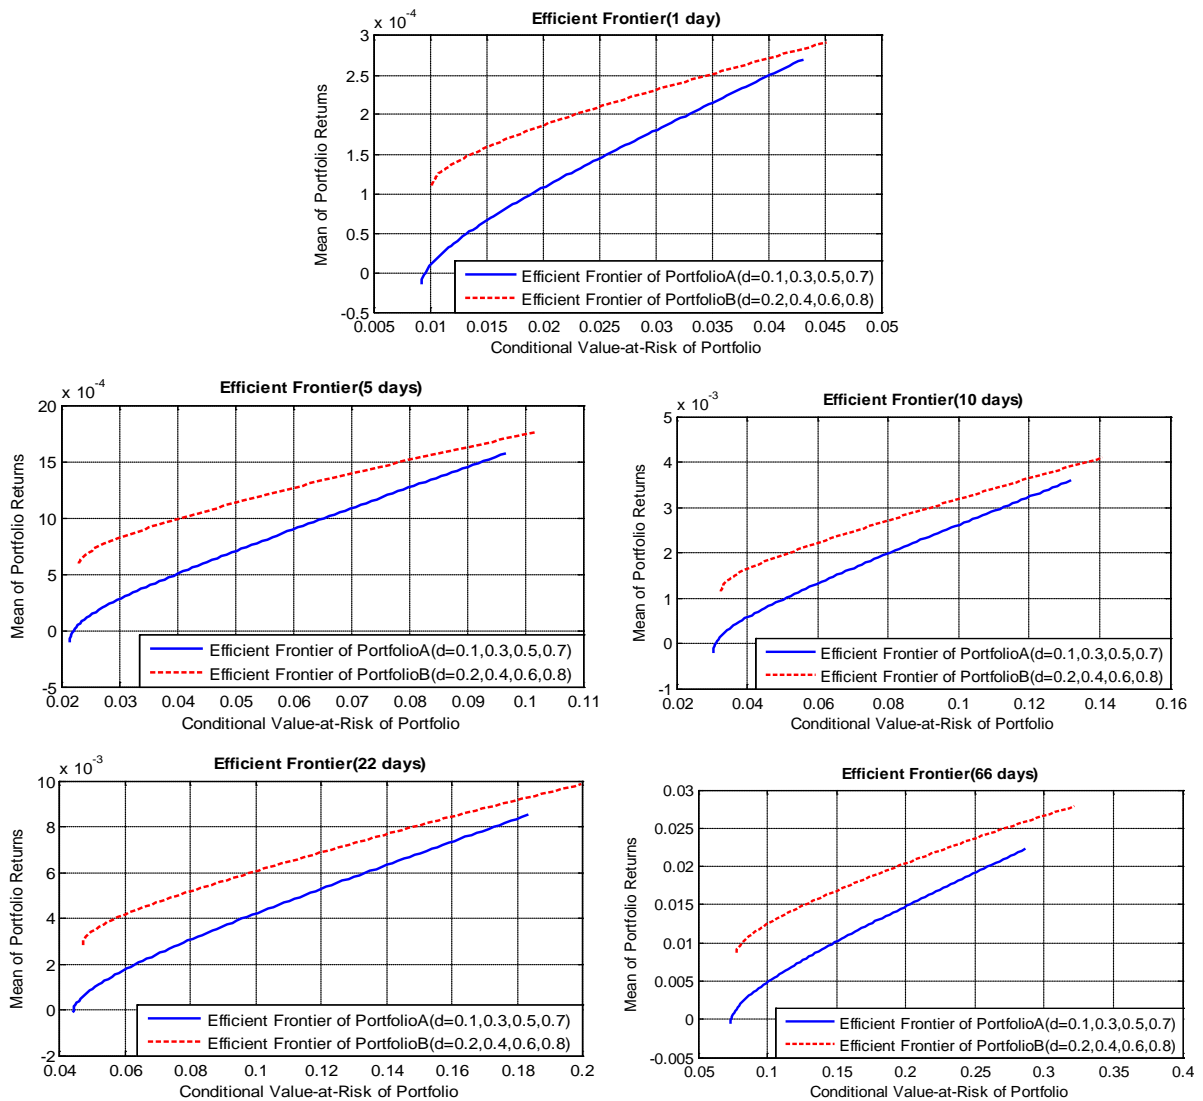 Efficient Frontier(1 day)
x 10-4
3
2.5
2
1.5
1
0.5
0
-0.5
Mean of Portfolio Returns
Efficient Frontier of PortfolioA(d=0.1,0.3,0.5,0.7)
Efficient Frontier of PortfolioB(d=0.2,0.4,0.6,0.8)
0.005 0.01 0.015 0.02 0.025 0.03 0.035 0.04 0.045 0.05
Conditional Value-at-Risk of Portfolio
Efficient Frontier(5 days)
x 10-4
20
15
10
5
0
-5
Mean of Portfolio Returns
Efficient Frontier of PortfolioA(d=0.1,0.3,0.5,0.7)
Efficient Frontier of PortfolioB(d=0.2,0.4,0.6,0.8)
0.02 0.03 0.04 0.05 0.06 0.07 0.08 0.09 0.1 0.11
Conditional Value-at-Risk of Portfolio
Efficient Frontier(10 days)
x 10-3
5
4
3
2
1
0
-1
Mean of Portfolio Returns
Efficient Frontier of PortfolioA(d=0.1,0.3,0.5,0.7)
Efficient Frontier of PortfolioB(d=0.2,0.4,0.6,0.8)
0.02 0.04 0.06 0.08 0.1 0.12 0.14 0.16
Conditional Value-at-Risk of Portfolio
Efficient Frontier(22 days)
x 10-3
10
8
6
4
2
0
-2
Mean of Portfolio Returns
Efficient Frontier of PortfolioA(d=0.1,0.3,0.5,0.7)
Efficient Frontier of PortfolioB(d=0.2,0.4,0.6,0.8)
0.04 0.06 0.08 0.1 0.12 0.14 0.16 0.18 0.2
Conditional Value-at-Risk of Portfolio
Efficient Frontier(66 days)
0.03
0.025
0.02
0.015
0.01
0.005
0
-0.005
Mean of Portfolio Returns
Efficient Frontier of PortfolioA(d=0.1,0.3,0.5,0.7)
Efficient Frontier of PortfolioB(d=0.2,0.4,0.6,0.8)
0.05 0.1 0.15 0.2 0.25 0.3 0.35 0.4
Conditional Value-at-Risk of Portfolio